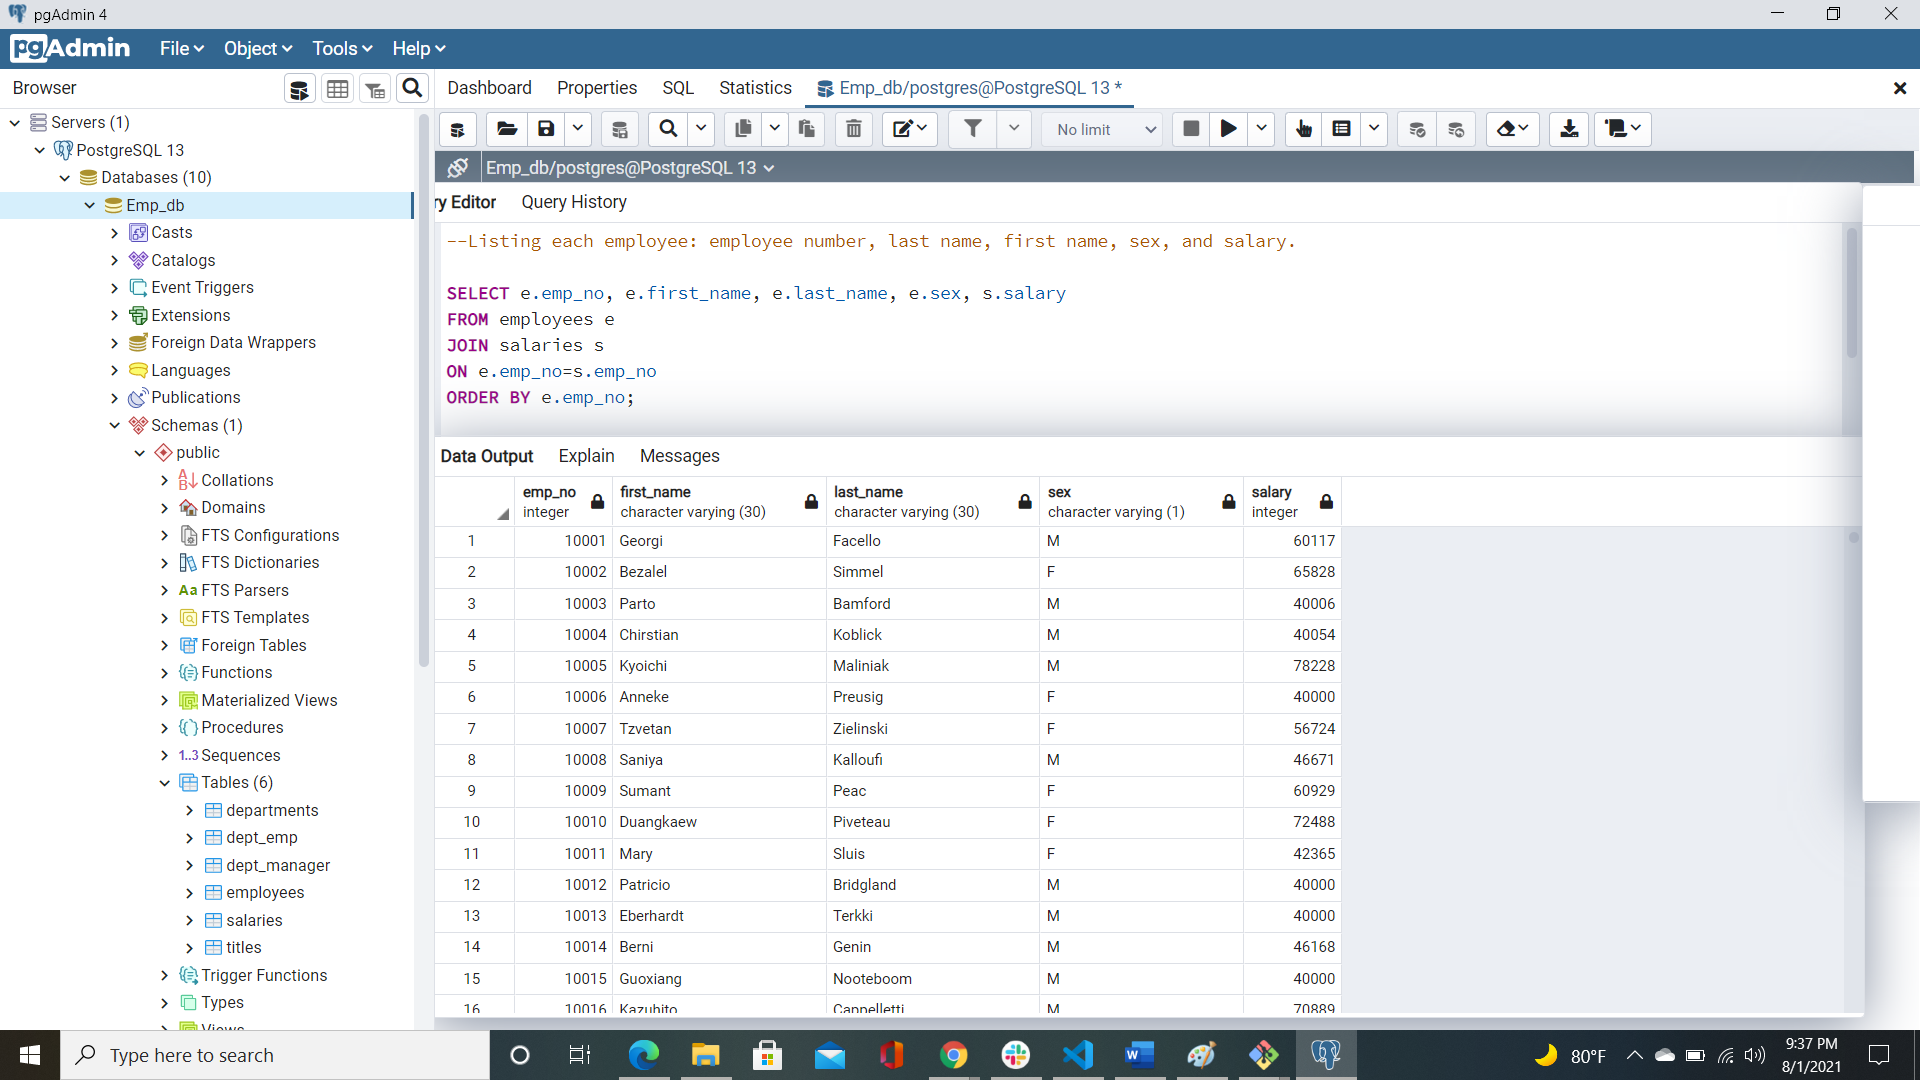 pgAdmin 4
pgAdmin File Object Tools Help
Browser
Dashboard Properties SQL Statistics Emp_db/postgres@PostgreSQL 13 *
No limit
Emp_db/postgres@PostgreSQL 13
Servers (1)
PostgreSQL 13
Databases (10)
Emp_db
Casts
Catalogs
Event Triggers
Extensions
Foreign Data Wrappers
Languages
Publications
Schemas (1)
public
Collations
Domains
FTS Configurations
FTS Dictionaries
Aa FTS Parsers
FTS Templates
Foreign Tables
Functions
Materialized Views
Procedures
1..3 Sequences
Tables (6)
departments
dept_emp
dept_manager
employees
salaries
titles
Trigger Functions
Types
Views
ry Editor Query History
--Listing each employee: employee number, last name, first name, sex, and salary.
SELECT e.emp_no, e.first_name, e.last_name, e.sex, s.salary
FROM employees e
JOIN salaries s
ON e.emp_no=s.emp_no
ORDER BY e.emp_no;
Data Output Explain Messages
emp_no first_name last_name sex salary
integer character varying (30) character varying (30) character varying (1) integer
1 10001 Georgi Facello M 60117
2 10002 Bezalel Simmel F 65828
3 10003 Parto Bamford M 40006
4 10004 Chirstian Koblick M 40054
5 10005 Kyoichi Maliniak M 78228
6 10006 Anneke Preusig F 40000
7 10007 Tzvetan Zielinski F 56724
8 10008 Saniya Kalloufi M 46671
9 10009 Sumant Peac F 60929
10 10010 Duangkaew Piveteau F 72488
11 10011 Mary Sluis F 42365
12 10012 Patricio Bridgland M 40000
13 10013 Eberhardt Terkki M 40000
14 10014 Berni Genin M 46168
15 10015 Guoxiang Nooteboom M 40000
16 10016 Kazuhito Cappelletti M 70889
Type here to search
80°F
9:37 PM
8/1/2021